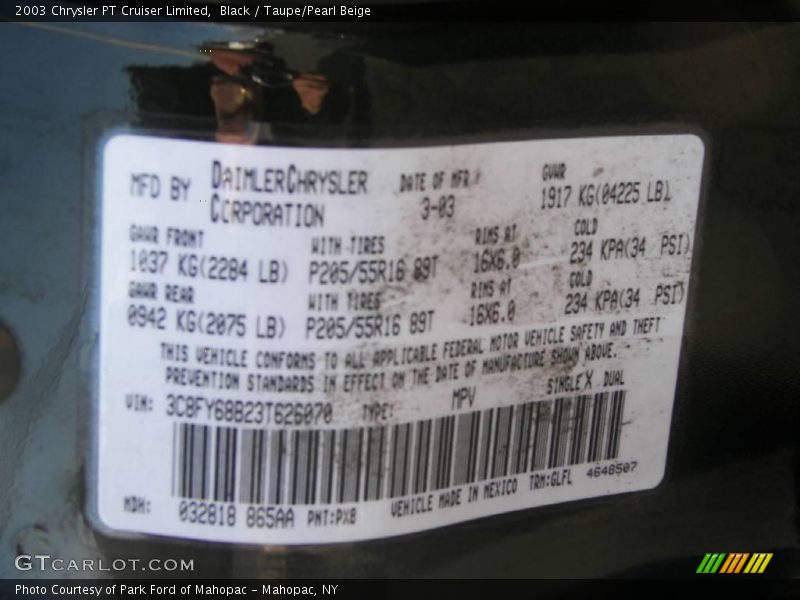 2003 Chrysler PT Cruiser Limited, Black / Taupe/Pearl Beige
MFD BY DAIMLERCHRYSLER CORPORATION
DATE OF MFR 3-03
GVWR 1917 KG(04225 LB)
GAWR FRONT 1037 KG(2284 LB)
WITH TIRES P205/55R16 89T
RIMS AT 16X6.0
COLD 234 KPA(34 PSI)
GAWR REAR 0942 KG(2075 LB)
WITH TIRES P205/55R16 89T
RIMS AT 16X6.0
COLD 234 KPA(34 PSI)
THIS VEHICLE CONFORMS TO ALL APPLICABLE FEDERAL MOTOR VEHICLE SAFETY AND THEFT
PREVENTION STANDARDS IN EFFECT ON THE DATE OF MANUFACTURE SHOWN ABOVE.
VIN: 3C8FY68B23T626070 TYPE: MPV SINGLE X DUAL
MDH: 032818 865AA PNT:PX8 VEHICLE MADE IN MEXICO TRM:GLFL 4648507
GTCARLOT.COM
Photo Courtesy of Park Ford of Mahopac - Mahopac, NY